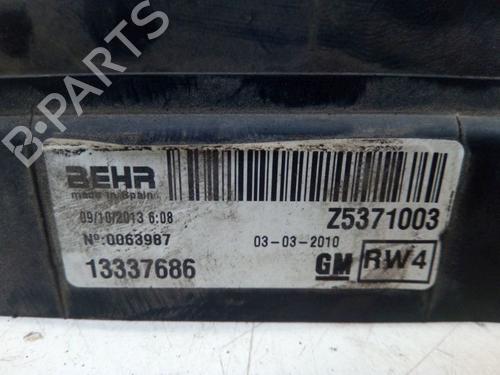 B-PARTS
BEHR
made in Spain
09/10/2013 6:08
Z5371003
Nº:0063987
03-03-2010
13337686
GM
RW4